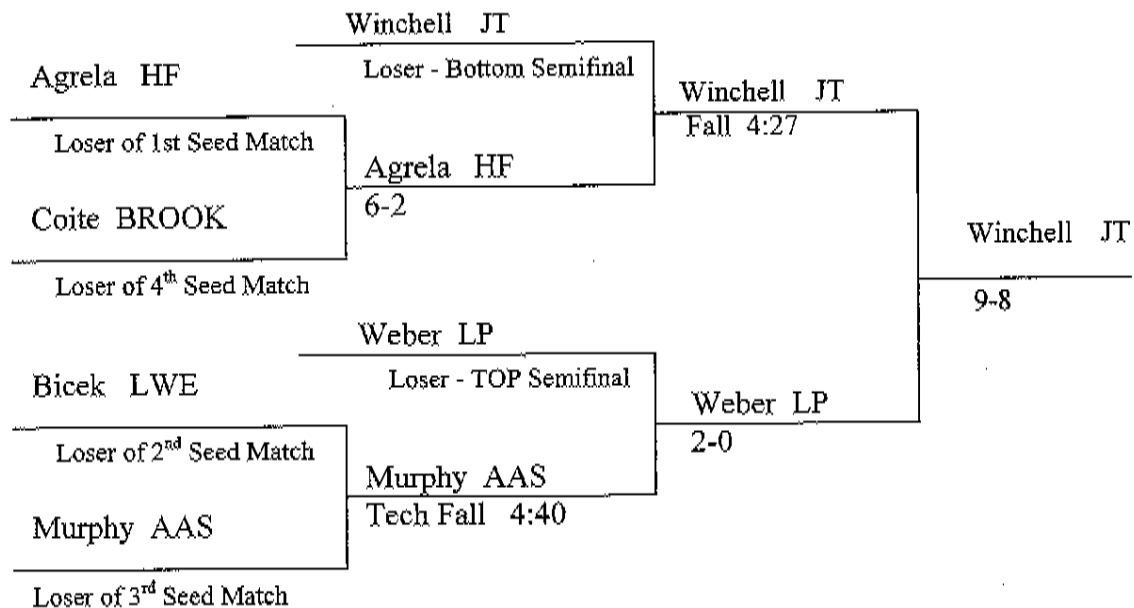 Winchell JT
Loser - Bottom Semifinal
Agrela HF
Loser of 1st Seed Match
Winchell JT
Fall 4:27
Agrela HF
6-2
Coite BROOK
Loser of 4th Seed Match
Winchell JT
9-8
Weber LP
Loser - TOP Semifinal
Bicek LWE
Loser of 2nd Seed Match
Weber LP
2-0
Murphy AAS
Tech Fall 4:40
Murphy AAS
Loser of 3rd Seed Match